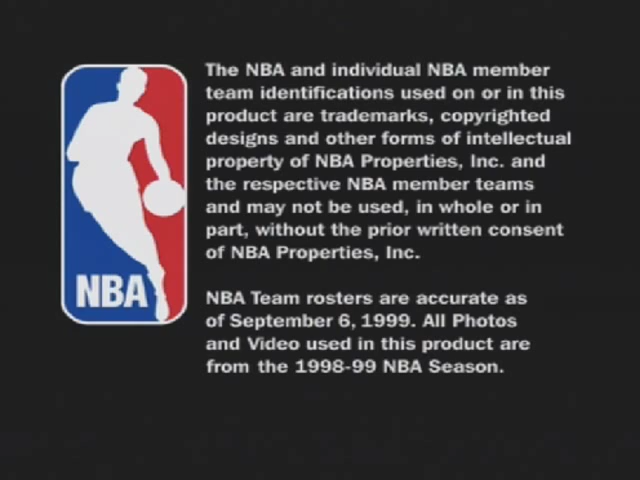 NBA
The NBA and individual NBA member
team identifications used on or in this
product are trademarks, copyrighted
designs and other forms of intellectual
property of NBA Properties, Inc. and
the respective NBA member teams
and may not be used, in whole or in
part, without the prior written consent
of NBA Properties, Inc.
NBA Team rosters are accurate as
of September 6, 1999. All Photos
and Video used in this product are
from the 1998-99 NBA Season.